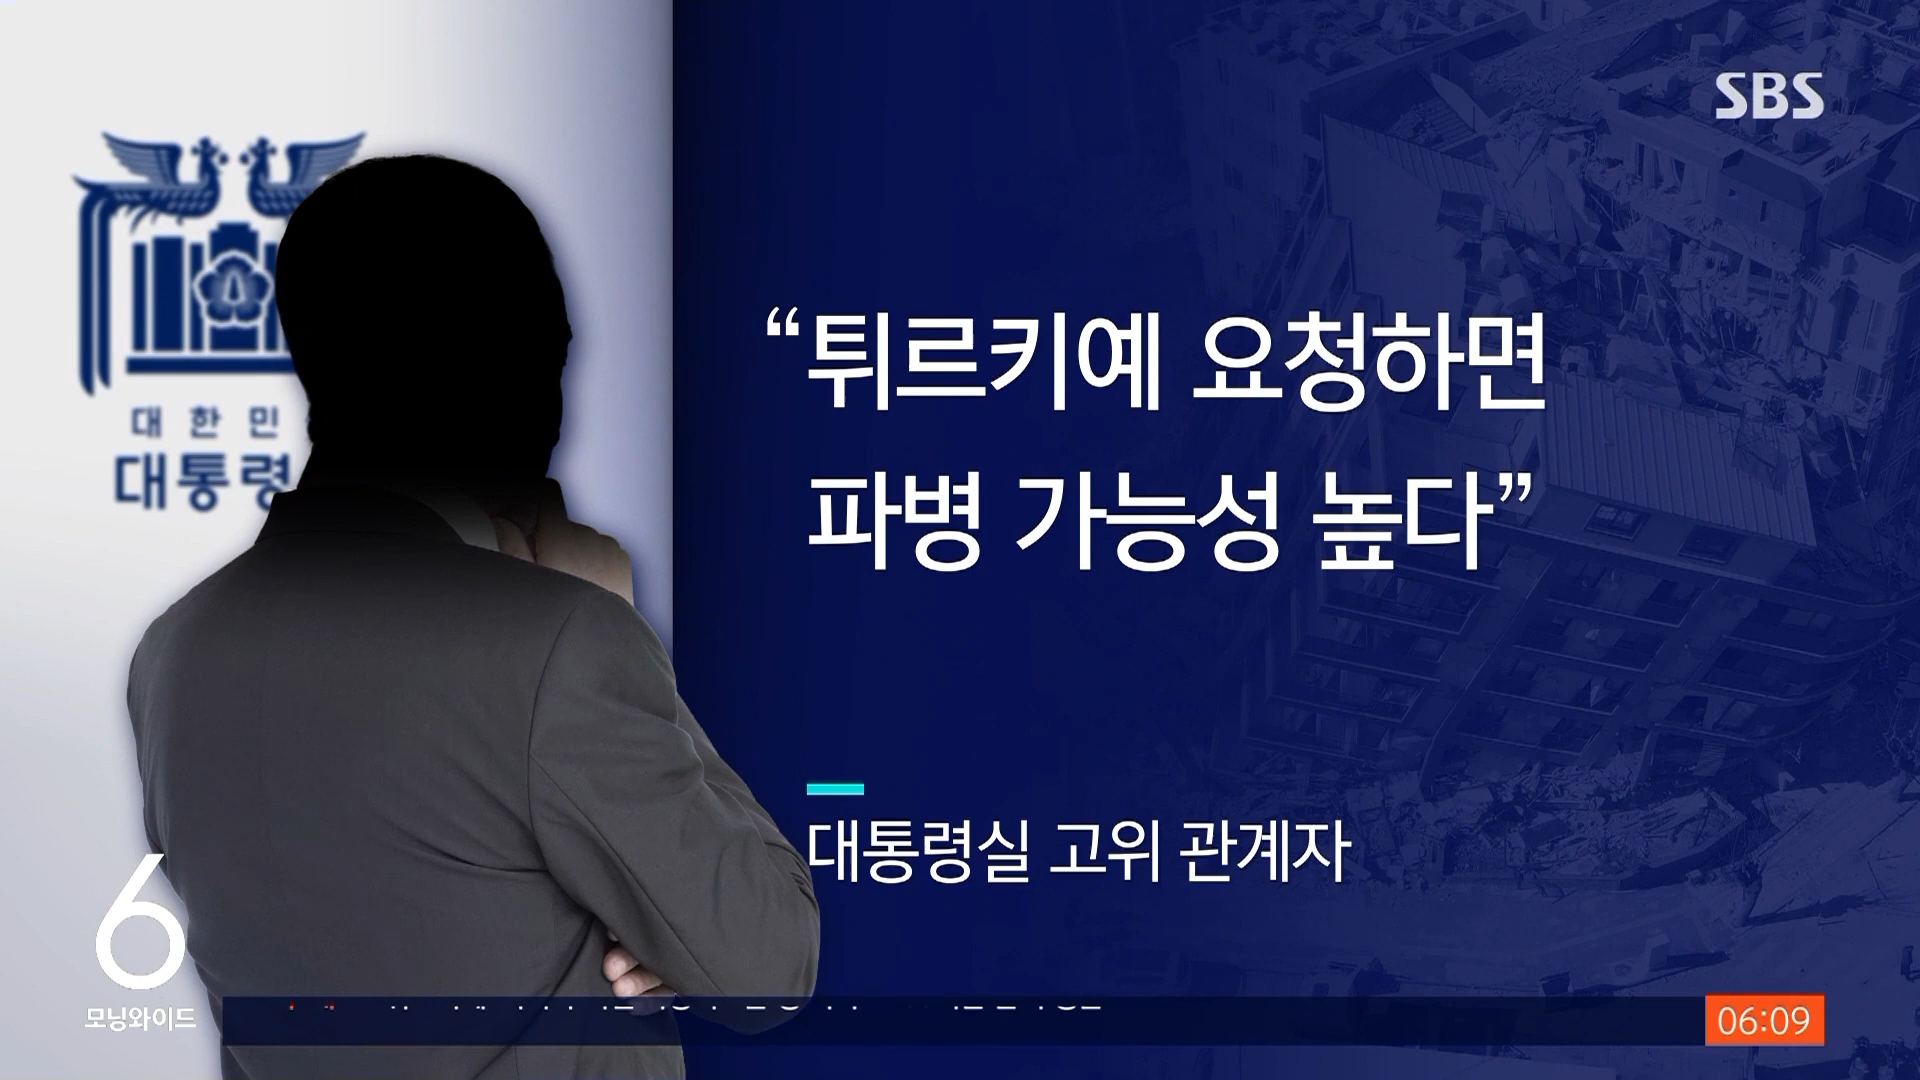 SBS
대한민
대통령
“튀르키예 요청하면
파병 가능성 높다”
대통령실 고위 관계자
6
모닝와이드
06:09